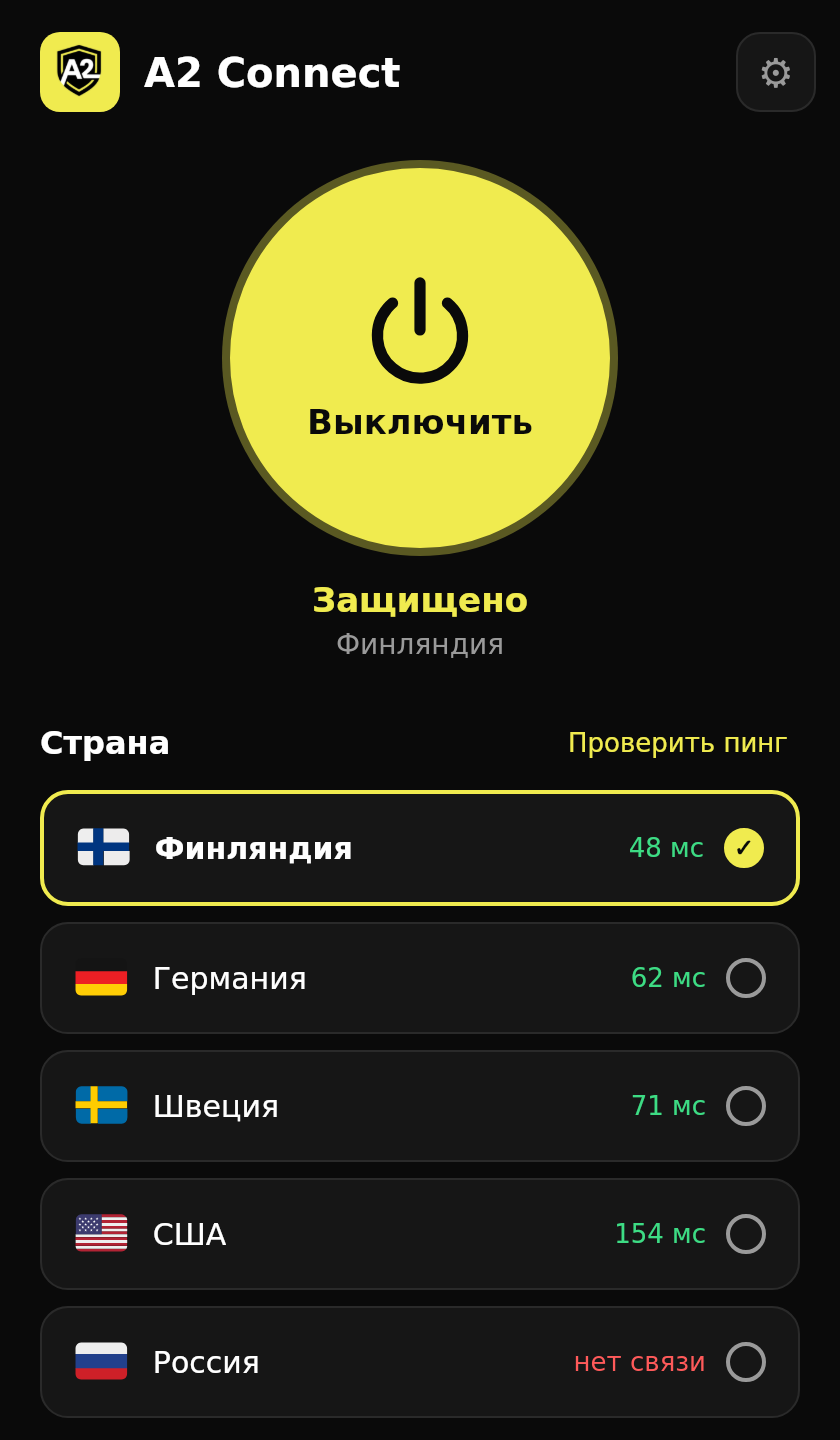 A2
A2 Connect
Выключить
Защищено
Финляндия
Страна
Проверить пинг
Финляндия
48 мс
Германия
62 мс
Швеция
71 мс
США
154 мс
Россия
нет связи